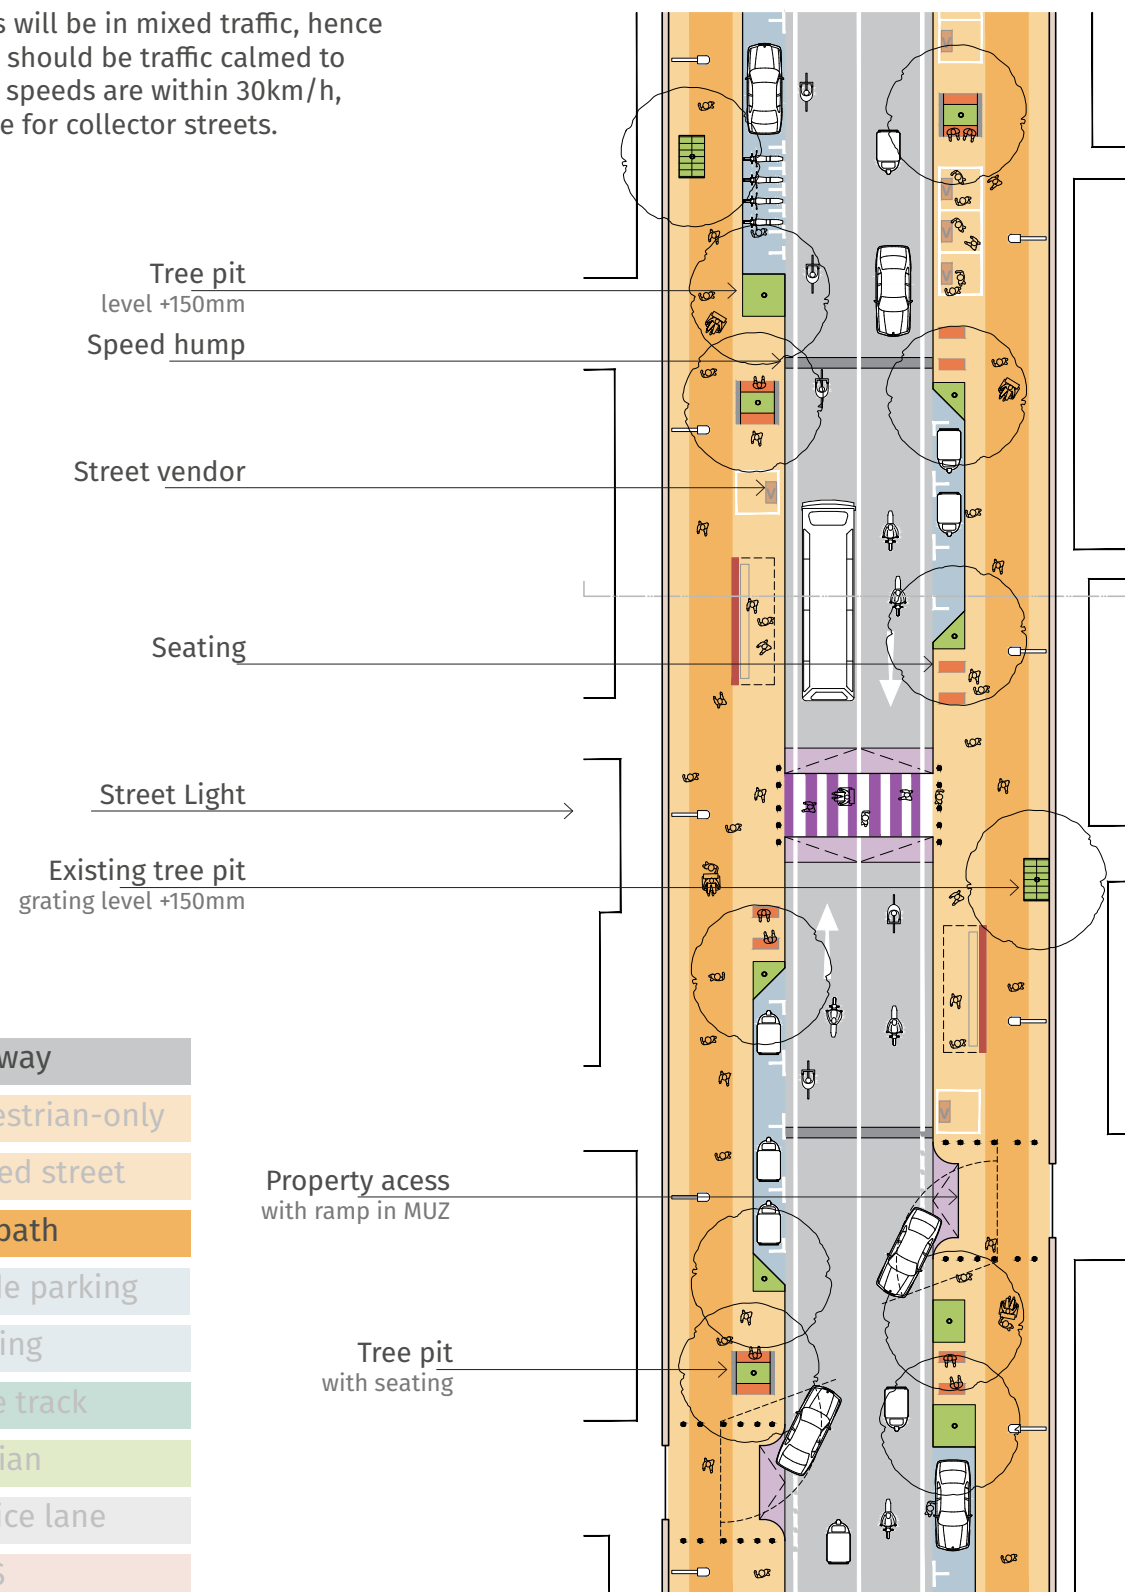 s will be in mixed traffic, hence
should be traffic calmed to
speeds are within 30km/h,
e for collector streets.
Tree pit
level +150mm
Speed hump
Street vendor
Seating
Street Light
Existing tree pit
grating level +150mm
way
estrian-only
ed street
path
le parking
ing
e track
ian
ice lane
S
Property acess
with ramp in MUZ
Tree pit
with seating
V
V
V
V
V
V